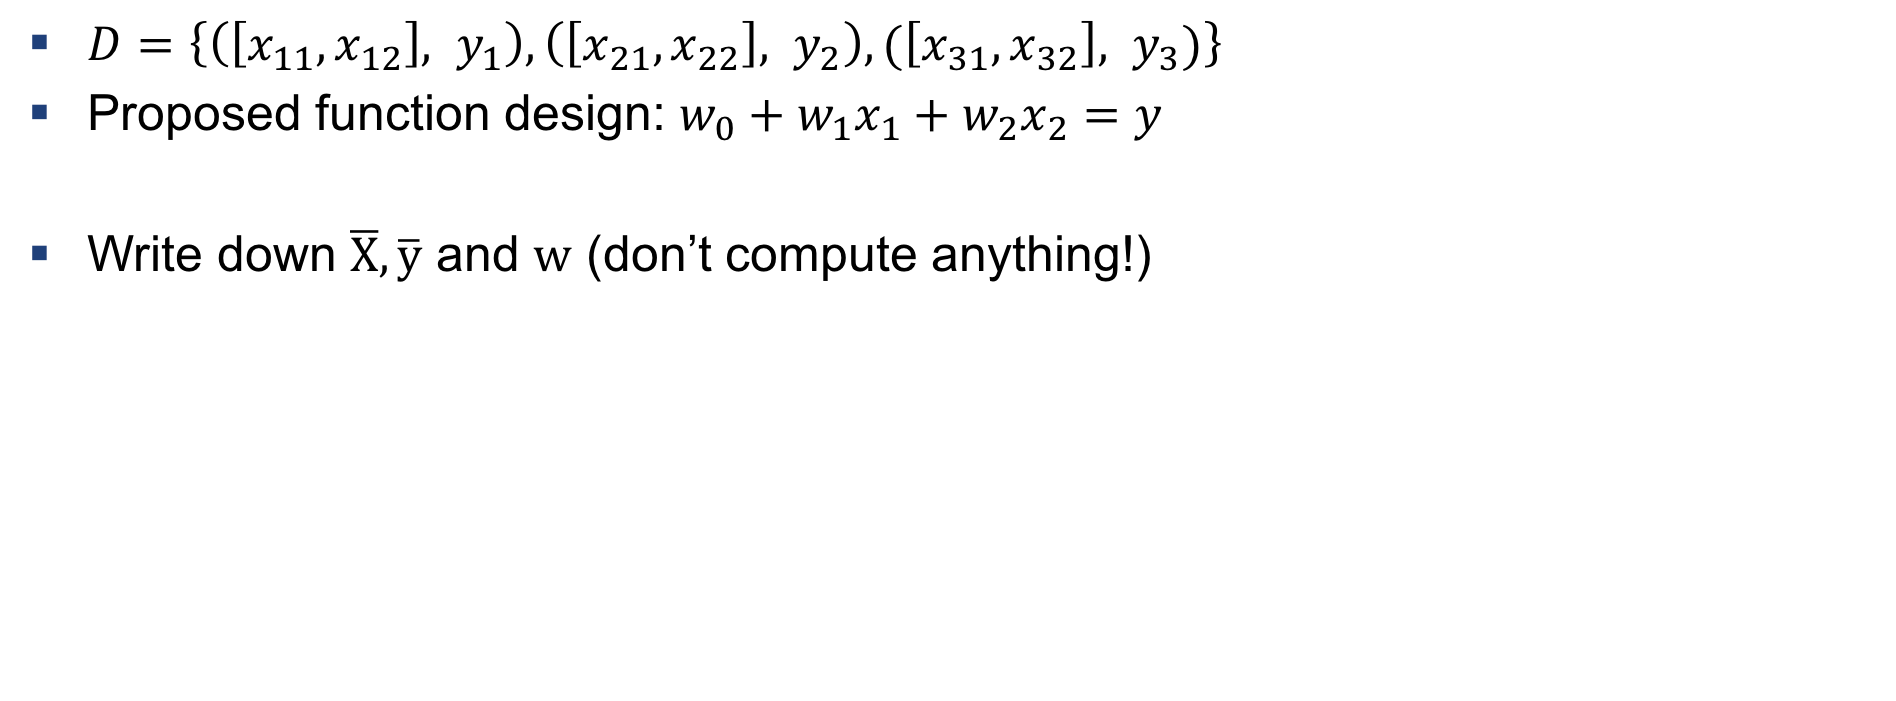 ▪ D = {([x₁₁, x₁₂], y₁), ([x₂₁, x₂₂], y₂), ([x₃₁, x₃₂], y₃)}
▪ Proposed function design: w₀ + w₁x₁ + w₂x₂ = y
▪ Write down X̅, y̅ and w (don’t compute anything!)